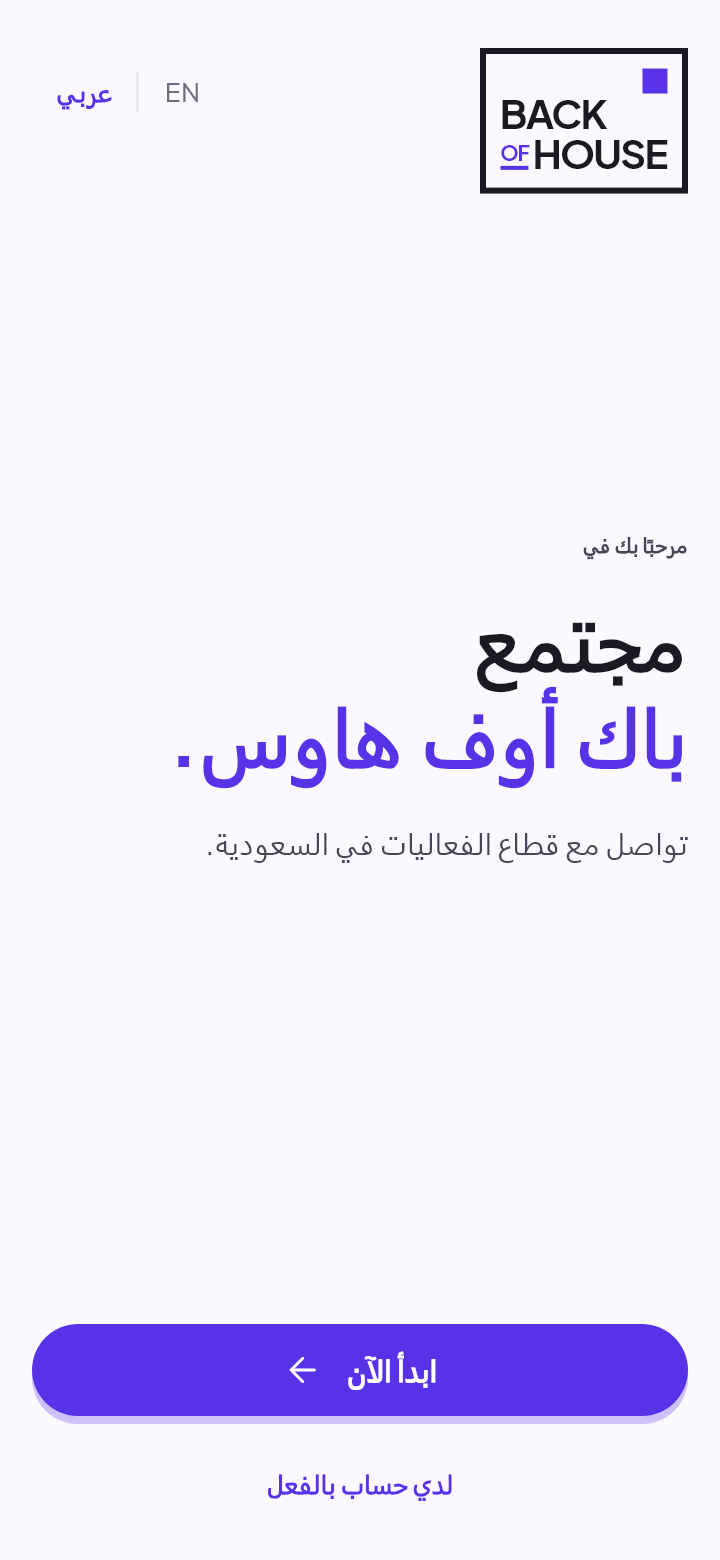 BACK
OF HOUSE
EN
عربي
مرحبًا بك في
مجتمع
باك أوف هاوس.
تواصل مع قطاع الفعاليات في السعودية.
ابدأ الآن
لدي حساب بالفعل